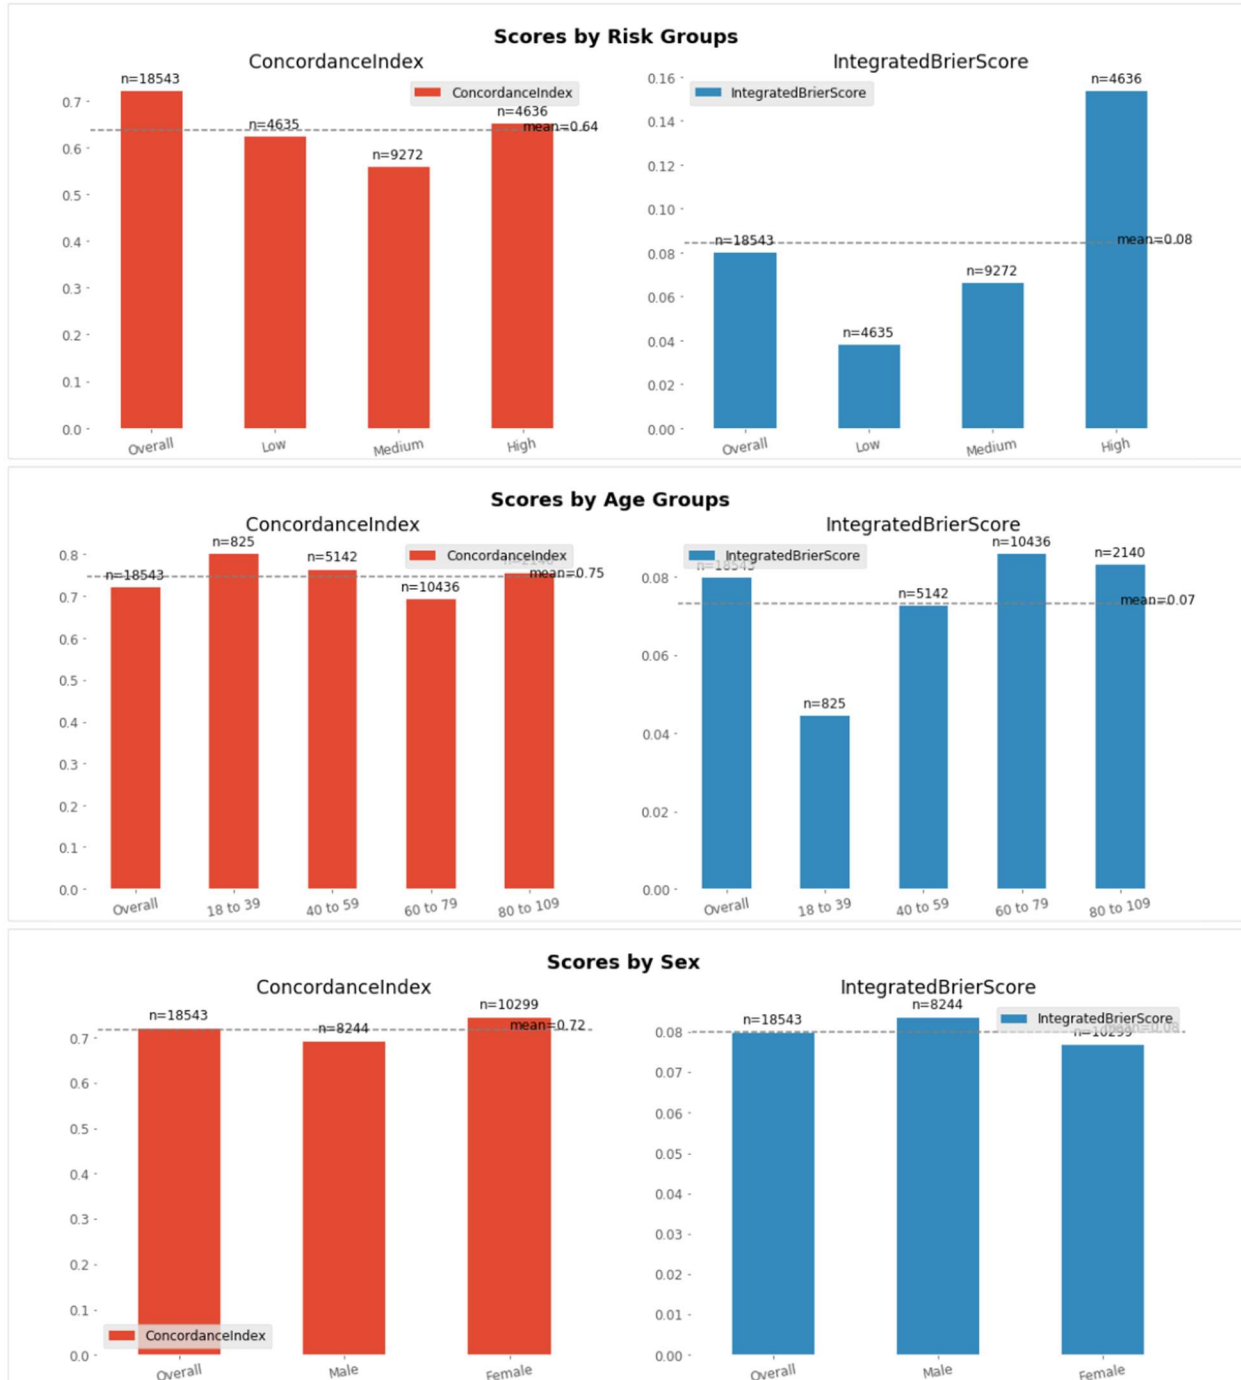 Scores by Risk Groups
ConcordanceIndex
n=18543
ConcordanceIndex
n=4636
n=4635
mean=0.64
n=9272
0.7
0.6
0.5
0.4
0.3
0.2
0.1
0.0
Overall
Low
Medium
High
IntegratedBrierScore
0.16
n=4636
IntegratedBrierScore
0.14
0.12
0.10
n=18543
mean=0.08
0.08
n=9272
0.06
n=4635
0.04
0.02
0.00
Overall
Low
Medium
High
Scores by Age Groups
ConcordanceIndex
n=825
0.8
n=5142
ConcordanceIndex
n=2140
n=18543
mean=0.75
0.7
n=10436
0.6
0.5
0.4
0.3
0.2
0.1
0.0
Overall
18 to 39
40 to 59
60 to 79
80 to 109
IntegratedBrierScore
n=10436
IntegratedBrierScore
n=2140
n=18543
0.08
n=5142
mean=0.07
0.06
n=825
0.04
0.02
0.00
Overall
18 to 39
40 to 59
60 to 79
80 to 109
Scores by Sex
ConcordanceIndex
n=10299
n=18543
n=8244
mean=0.72
0.7
0.6
0.5
0.4
0.3
0.2
0.1
0.0
ConcordanceIndex
Overall
Male
Female
IntegratedBrierScore
n=8244
n=18543
IntegratedBrierScore
mean=0.08
n=10299
0.08
0.07
0.06
0.05
0.04
0.03
0.02
0.01
0.00
Overall
Male
Female